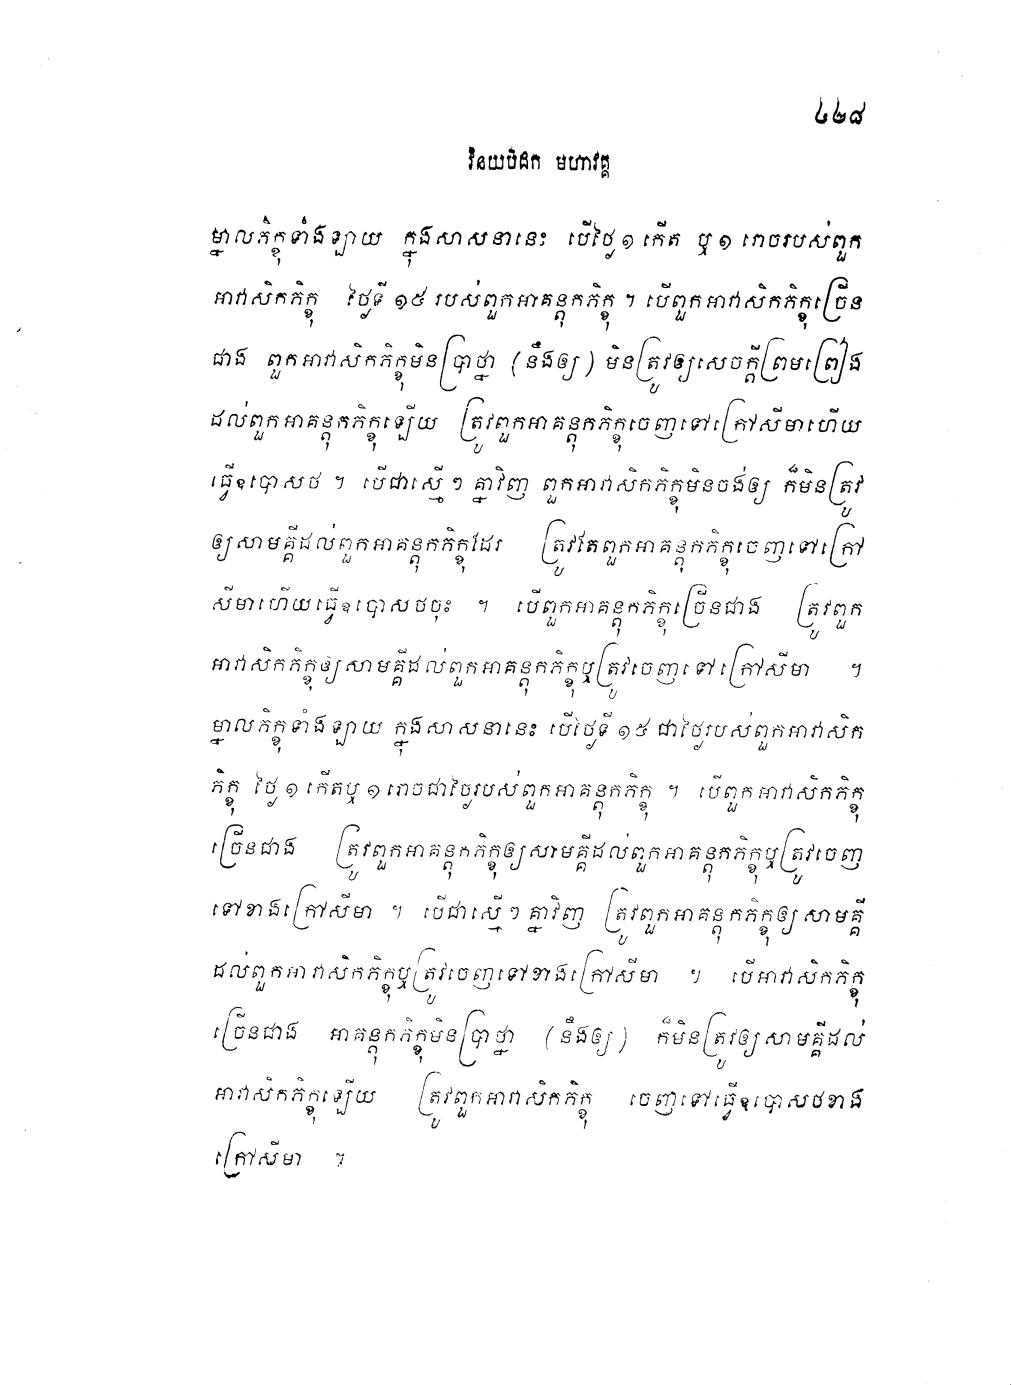 ៤២៨
វិនយបិដក មហាវគ្គ
ម្នាលភិក្ខុទាំងឡាយ ក្នុងសាសនានេះ បើថ្ងៃ ១ កើត ឬ ១ រោចរបស់ពួក
អាវាសិកភិក្ខុ ថ្ងៃទី ១៥ របស់ពួកអាគន្តុកភិក្ខុ ។ បើពួកអាវាសិកភិក្ខុច្រើន
ជាង ពួកអាវាសិកភិក្ខុមិនប្រាថ្នា (នឹងឲ្យ) មិនត្រូវឲ្យសេចក្តីព្រមព្រៀង
ដល់ពួកអាគន្តុកភិក្ខុឡើយ ត្រូវពួកអាគន្តុកភិក្ខុចេញទៅក្រៅសីមាហើយ
ធ្វើឧបោសថ ។ បើជាស្មើៗ គ្នាវិញ ពួកអាវាសិកភិក្ខុមិនចង់ឲ្យ ក៏មិនត្រូវ
ឲ្យសាមគ្គីដល់ពួកអាគន្តុកភិក្ខុដែរ ត្រូវតែពួកអាគន្តុកភិក្ខុចេញទៅក្រៅ
សីមាហើយធ្វើឧបោសថចុះ ។ បើពួកអាគន្តុកភិក្ខុច្រើនជាង ត្រូវពួក
អាវាសិកភិក្ខុឲ្យសាមគ្គីដល់ពួកអាគន្តុកភិក្ខុឬត្រូវចេញទៅក្រៅសីមា ។
ម្នាលភិក្ខុទាំងឡាយ ក្នុងសាសនានេះ បើថ្ងៃទី ១៥ ជាថ្ងៃរបស់ពួកអាវាសិក
ភិក្ខុ ថ្ងៃ ១ កើតឬ ១ រោចជាថ្ងៃរបស់ពួកអាគន្តុកភិក្ខុ ។ បើពួកអាវាសិកភិក្ខុ
ច្រើនជាង ត្រូវពួកអាគន្តុកភិក្ខុឲ្យសាមគ្គីដល់ពួកអាគន្តុកភិក្ខុឬត្រូវចេញ
ទៅខាងក្រៅសីមា ។ បើជាស្មើៗ គ្នាវិញ ត្រូវពួកអាគន្តុកភិក្ខុឲ្យសាមគ្គី
ដល់ពួកអាវាសិកភិក្ខុឬត្រូវចេញទៅខាងក្រៅសីមា ។ បើអាវាសិកភិក្ខុ
ច្រើនជាង អាគន្តុកភិក្ខុមិនប្រាថ្នា (នឹងឲ្យ) ក៏មិនត្រូវឲ្យសាមគ្គីដល់
អាវាសិកភិក្ខុឡើយ ត្រូវពួកអាវាសិកភិក្ខុ ចេញទៅធ្វើឧបោសថខាង
ក្រៅសីមា ។